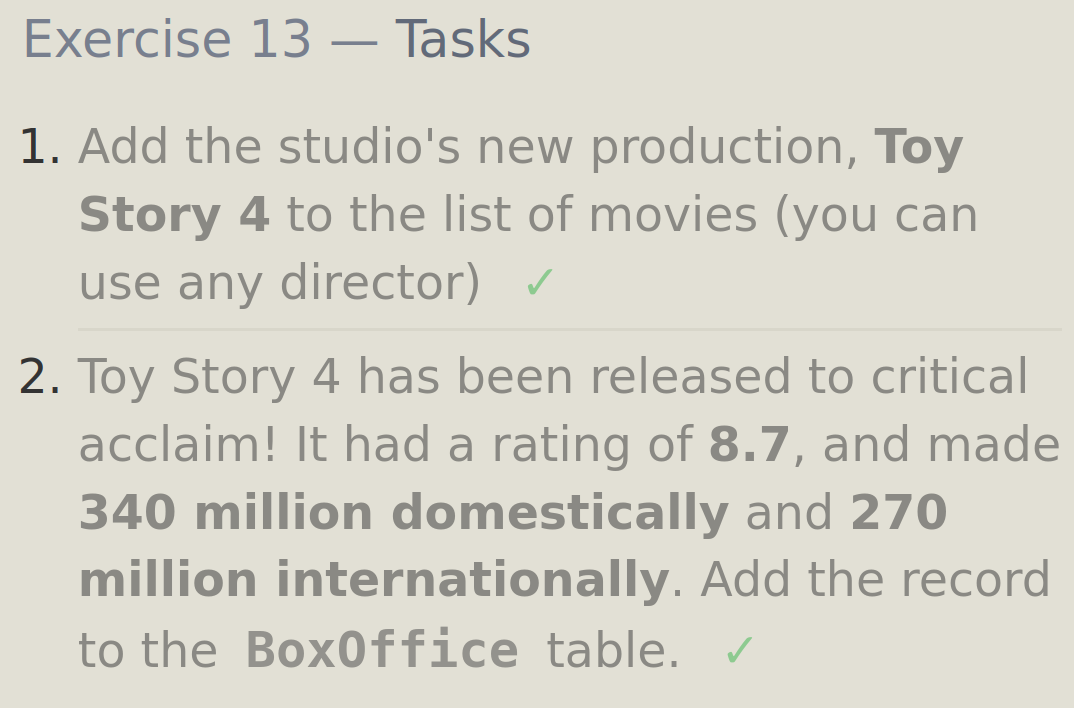 Exercise 13 — Tasks
1. Add the studio's new production, Toy
Story 4 to the list of movies (you can
use any director) ✓
2. Toy Story 4 has been released to critical
acclaim! It had a rating of 8.7, and made
340 million domestically and 270
million internationally. Add the record
to the BoxOffice table. ✓